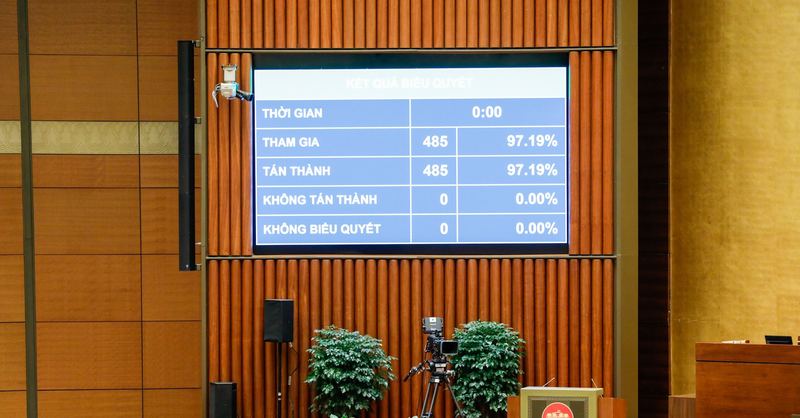 KẾT QUẢ BIỂU QUYẾT
THỜI GIAN 0:00
THAM GIA 485 97.19%
TÁN THÀNH 485 97.19%
KHÔNG TÁN THÀNH 0 0.00%
KHÔNG BIỂU QUYẾT 0 0.00%